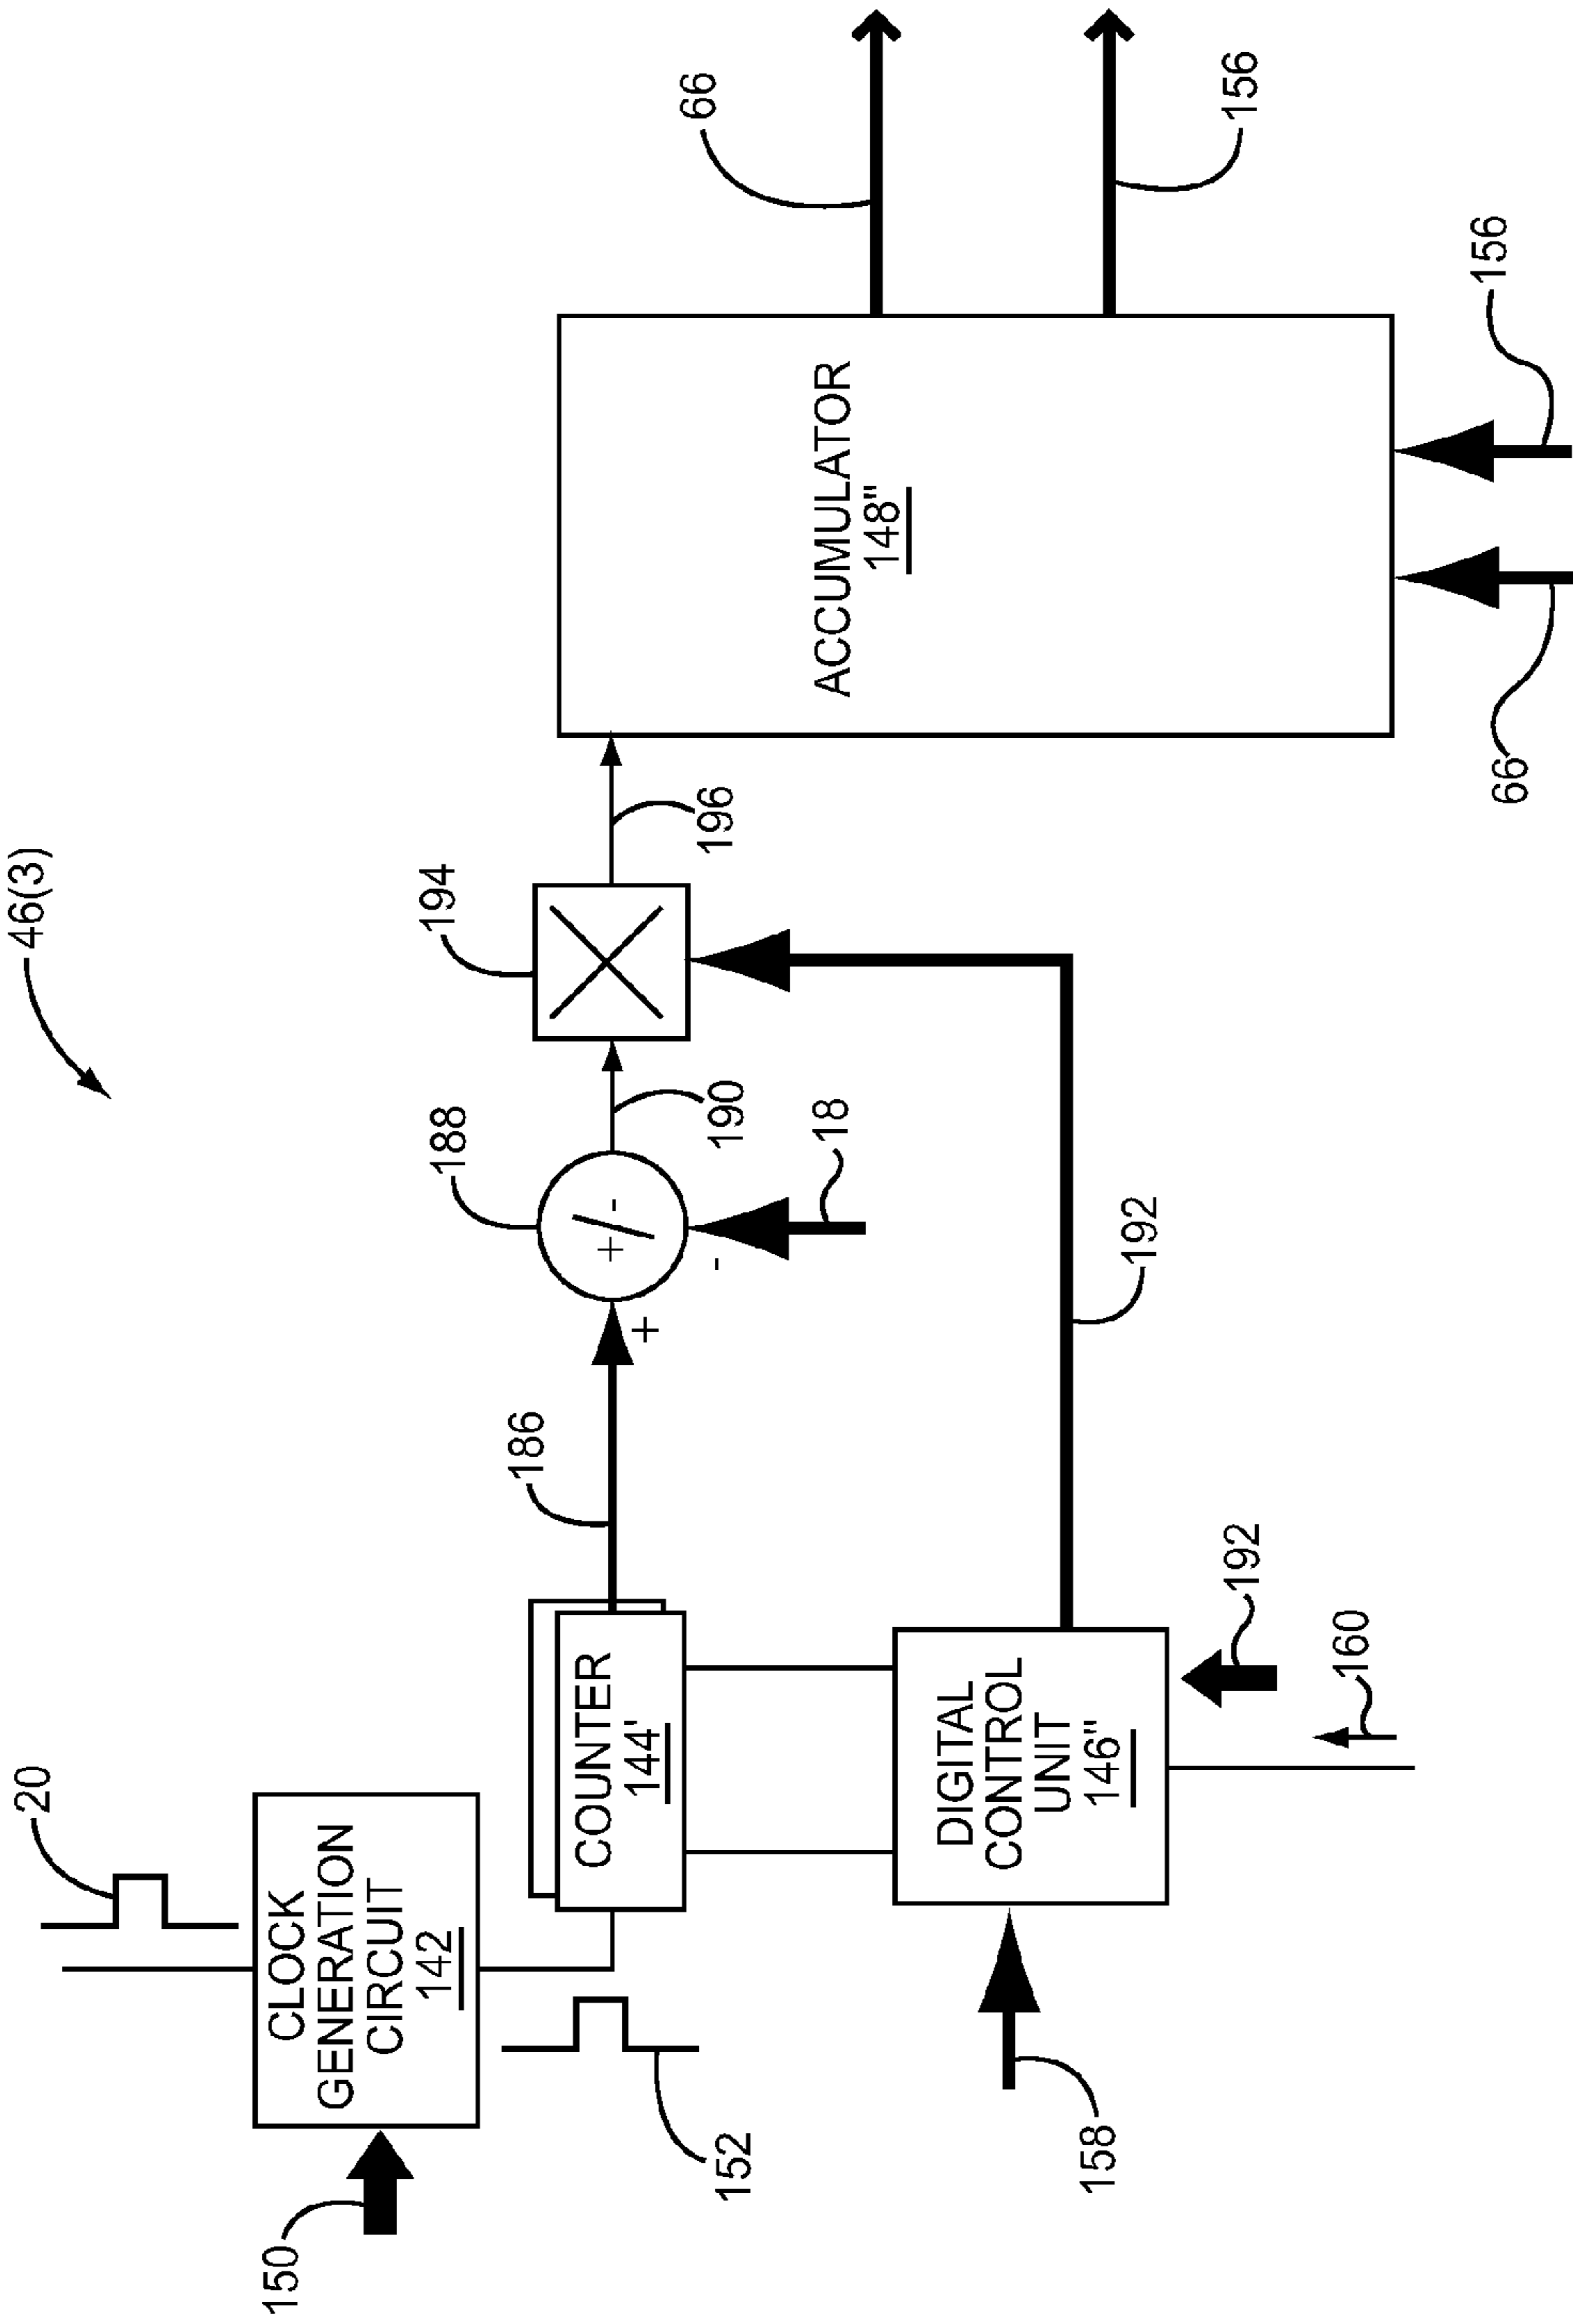 46(3)
20
CLOCK
GENERATION
CIRCUIT
142
150
152
COUNTER
144'
186
+
188
+ / -
-
18
190
194
196
ACCUMULATOR
148"
66
156
66
156
DIGITAL
CONTROL
UNIT
146"
158
192
192
160